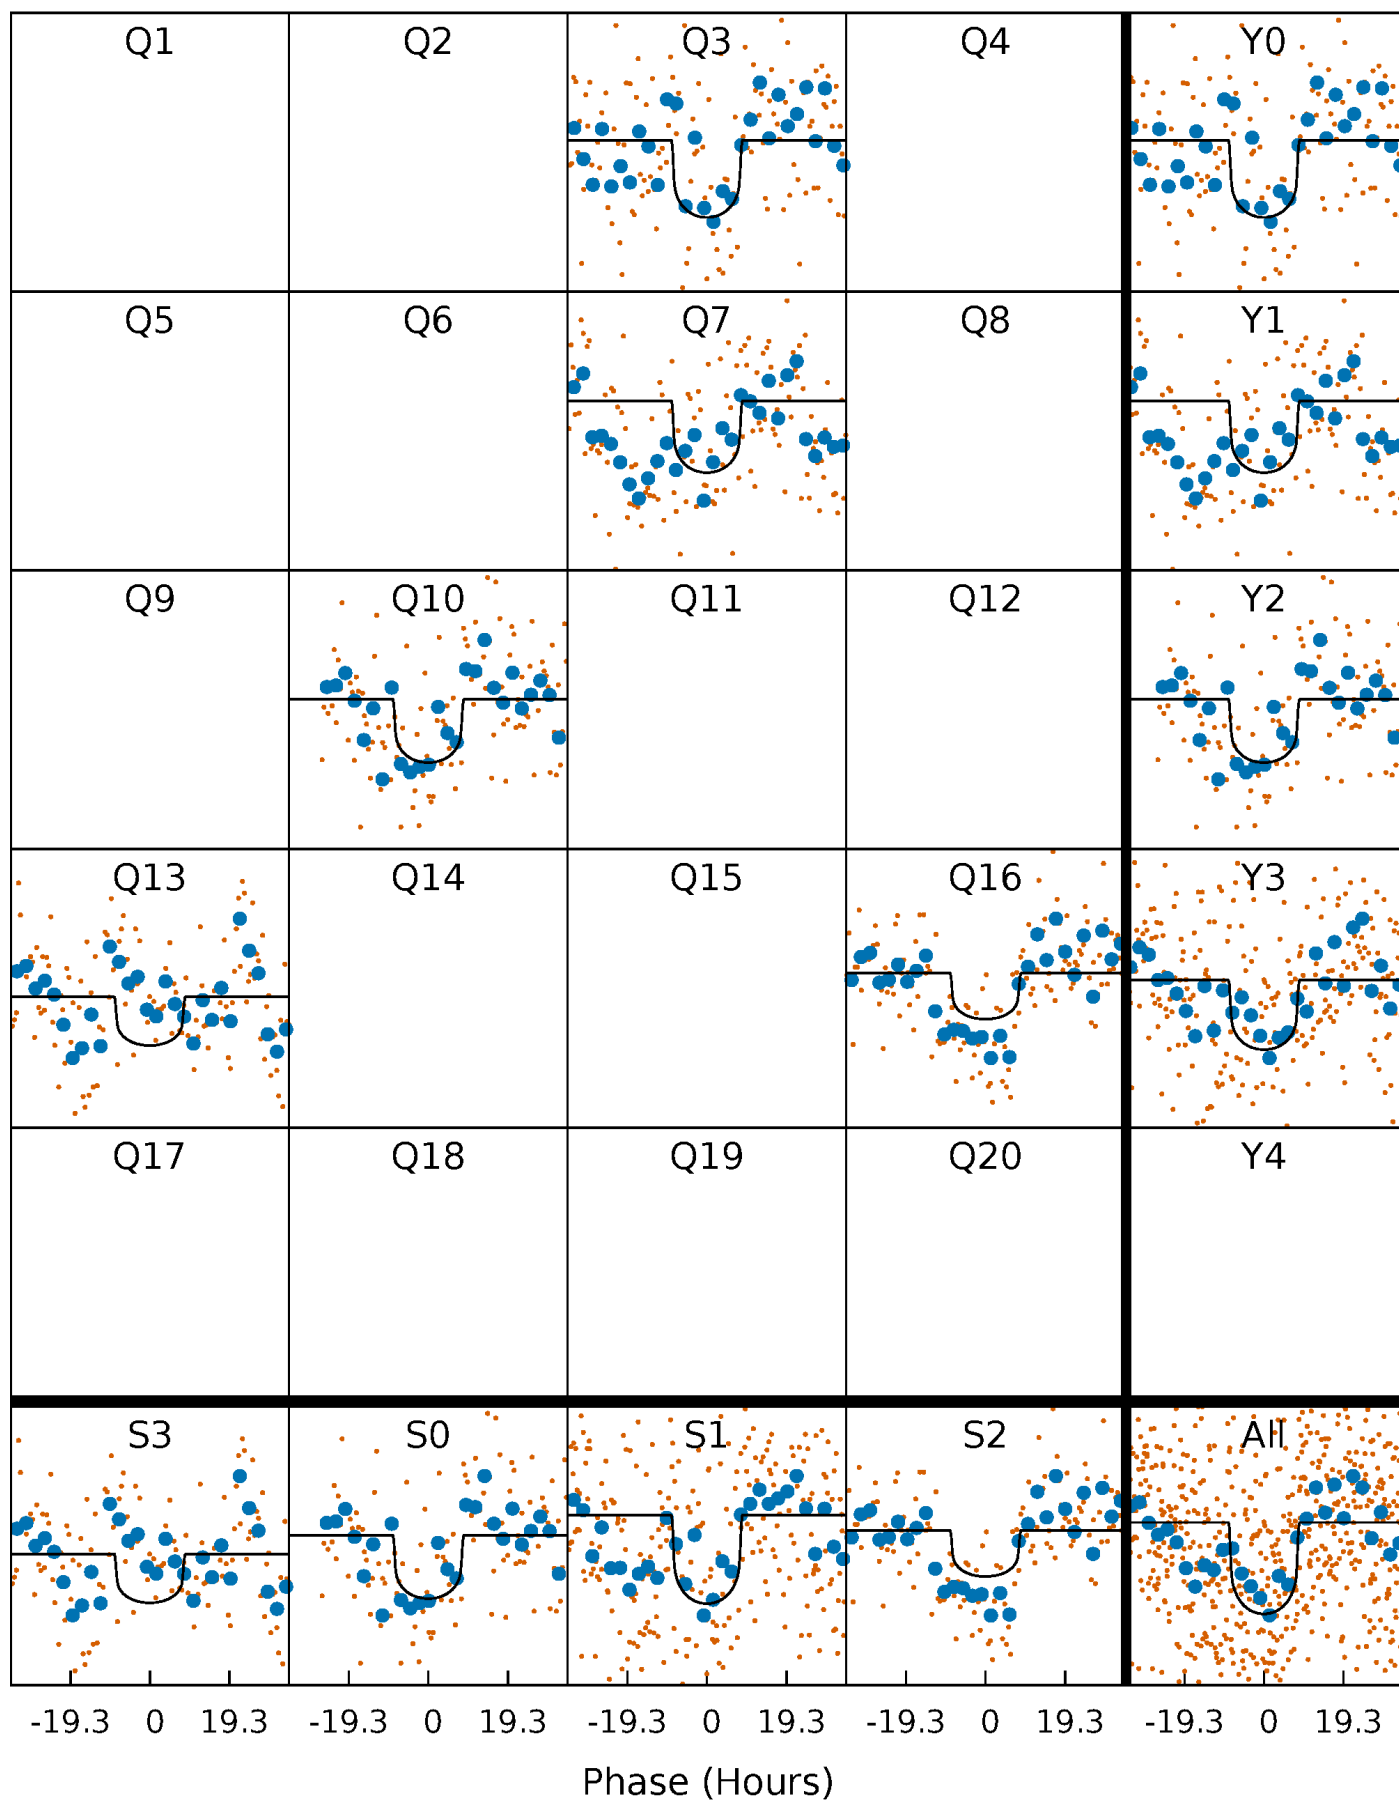 Q1 Q2 Q3 Q4 Y0
Q5 Q6 Q7 Q8 Y1
Q9 Q10 Q11 Q12 Y2
Q13 Q14 Q15 Q16 Y3
Q17 Q18 Q19 Q20 Y4
S3 S0 S1 S2 All
-19.3 0 19.3 -19.3 0 19.3 -19.3 0 19.3 -19.3 0 19.3 -19.3 0 19.3
Phase (Hours)